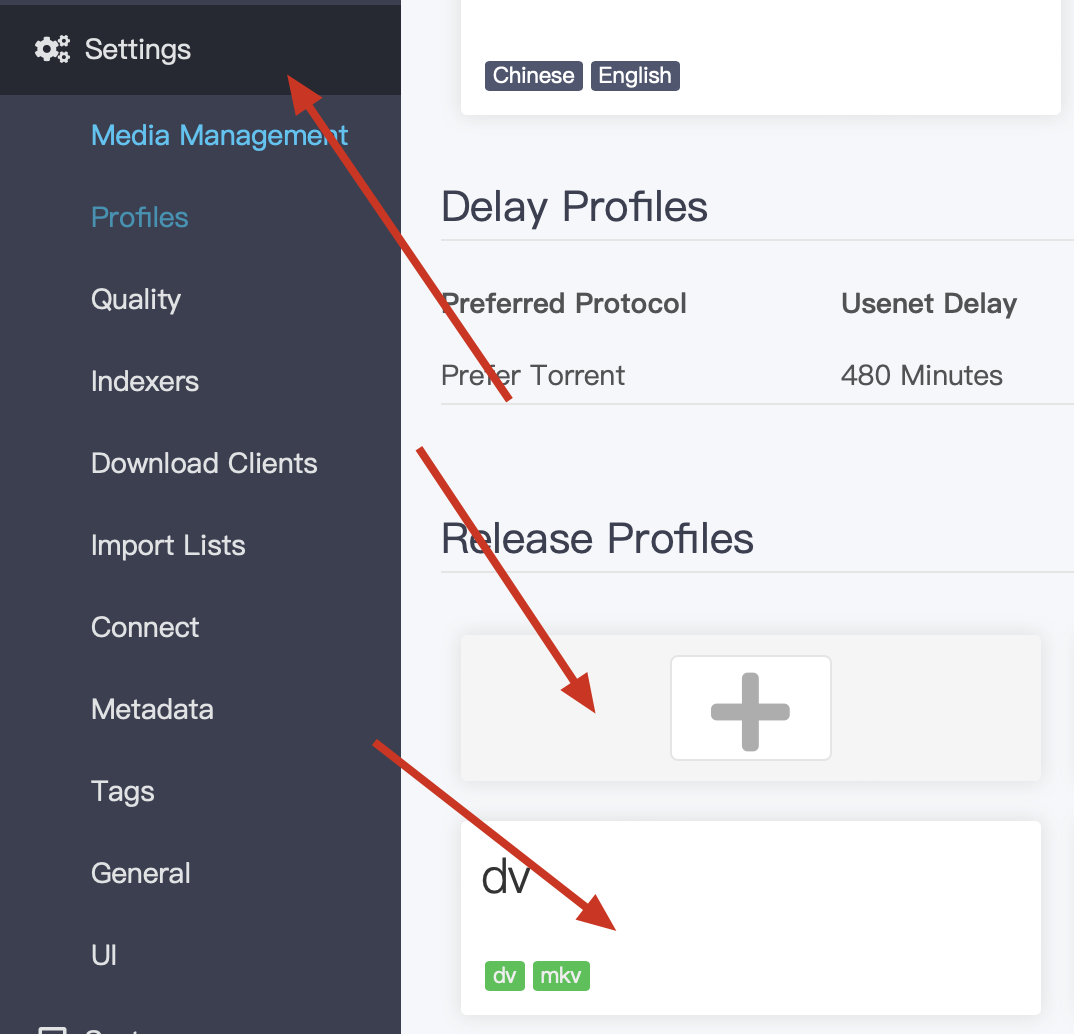 Settings
Media Management
Profiles
Quality
Indexers
Download Clients
Import Lists
Connect
Metadata
Tags
General
UI
Chinese English
Delay Profiles
Preferred Protocol Usenet Delay
Prefer Torrent 480 Minutes
Release Profiles
dv
dv mkv